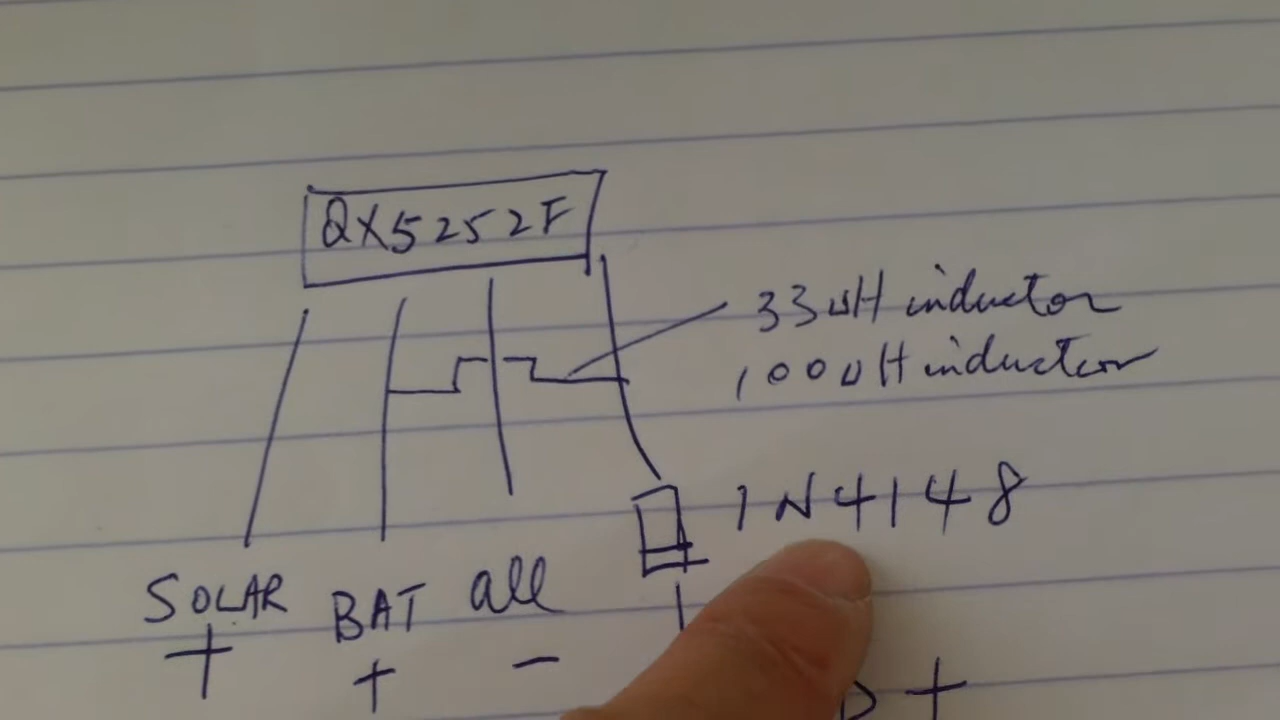 QX5252F
33uH inductor
100uH inductor
1N4148
SOLAR BAT all
+ + - +